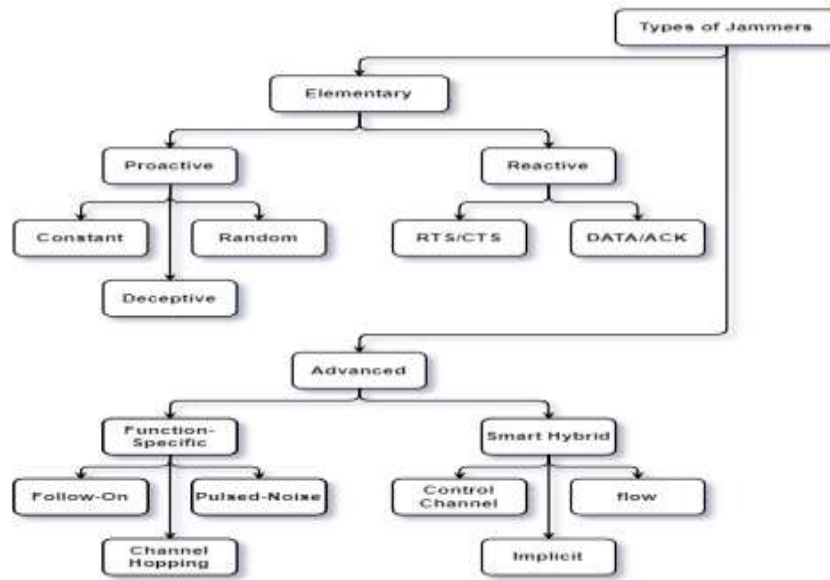 Types of Jammers
Elementary
Proactive
Reactive
Constant
Random
RTS/CTS
DATA/ACK
Deceptive
Advanced
Function-
Specific
Smart Hybrid
Follow-On
Pulsed-Noise
Control
Channel
flow
Channel
Hopping
Implicit